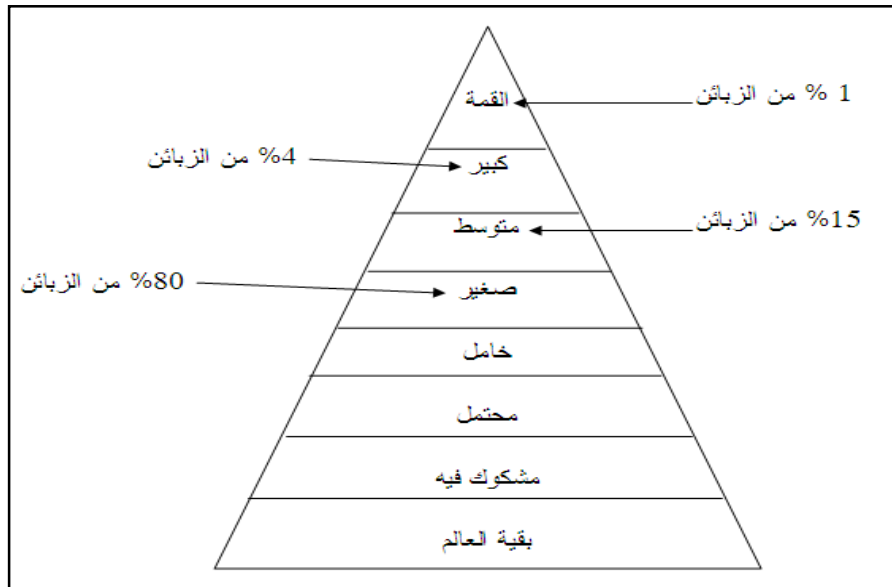 القمة
1 % من الزبائن
كبير
4% من الزبائن
متوسط
15% من الزبائن
صغير
80% من الزبائن
خامل
محتمل
مشكوك فيه
بقية العالم